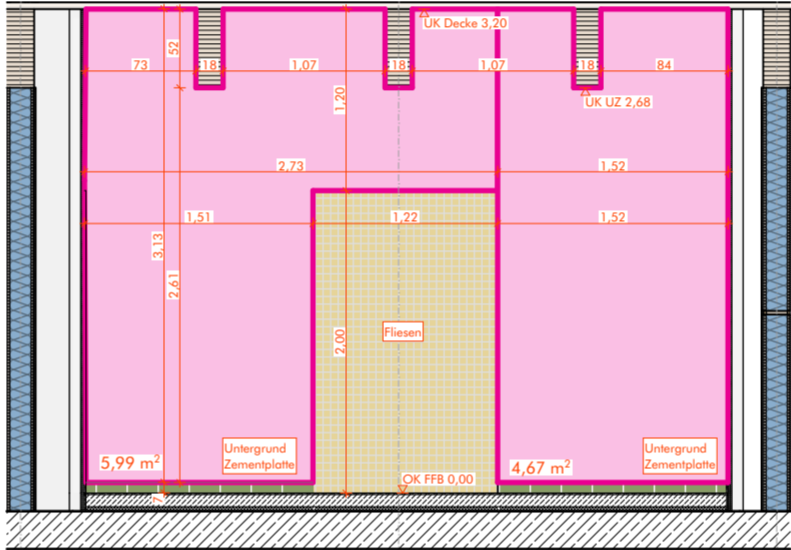 UK Decke 3,20
52
73
18
1,07
18
1,07
18
84
1,20
UK UZ 2,68
2,73
1,52
1,51
1,22
1,52
3,13
2,61
2,00
Fliesen
Untergrund
Zementplatte
5,99 m²
Untergrund
Zementplatte
4,67 m²
OK FFB 0,00
7